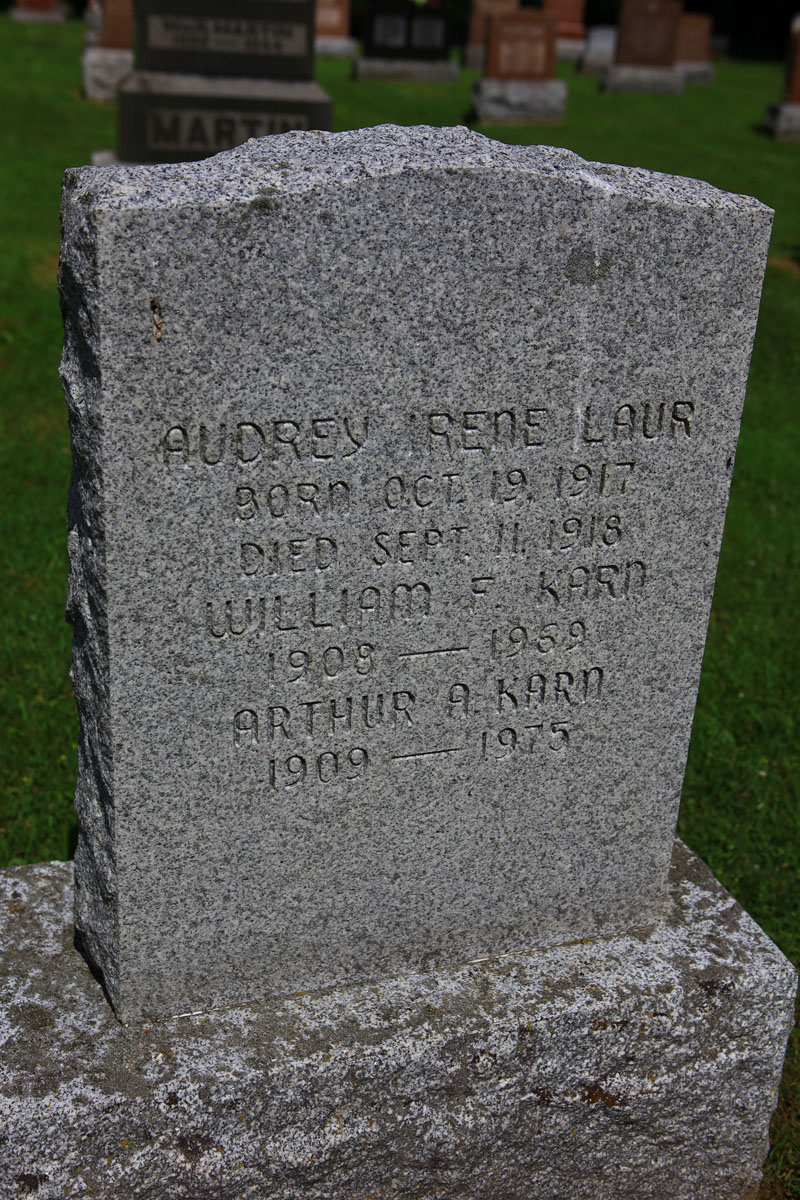 MARTIN
MARTIN
AUDREY IRENE LAUR
BORN OCT. 19, 1917
DIED SEPT. 11, 1918
WILLIAM F. KARN
1908 — 1969
ARTHUR A. KARN
1909 — 1975